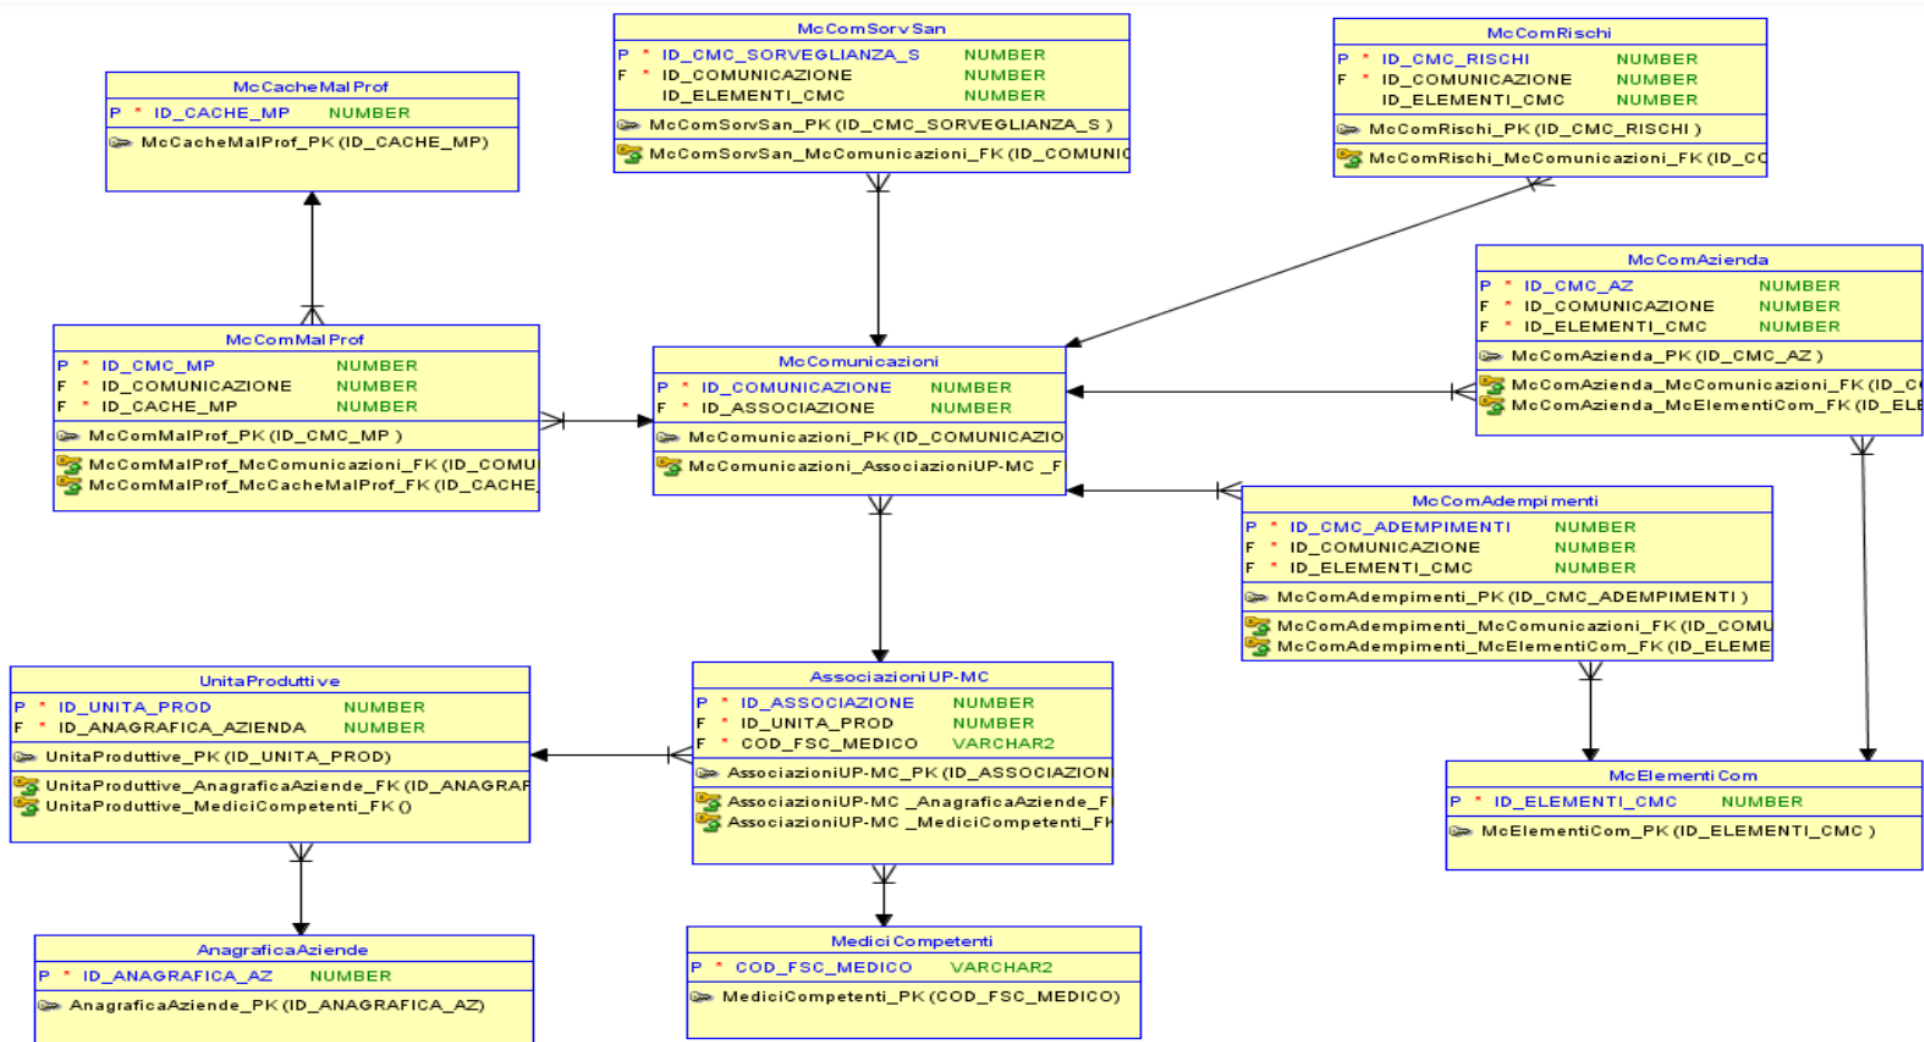 McComSorvSan
P * ID_CMC_SORVEGLIANZA_S NUMBER
F * ID_COMUNICAZIONE NUMBER
ID_ELEMENTI_CMC NUMBER
McComSorvSan_PK (ID_CMC_SORVEGLIANZA_S )
McComSorvSan_McComunicazioni_FK (ID_COMUNIC
McComRischi
P * ID_CMC_RISCHI NUMBER
F * ID_COMUNICAZIONE NUMBER
ID_ELEMENTI_CMC NUMBER
McComRischi_PK (ID_CMC_RISCHI )
McComRischi_McComunicazioni_FK (ID_CO
McCacheMalProf
P * ID_CACHE_MP NUMBER
McCacheMalProf_PK (ID_CACHE_MP)
McComAzienda
P * ID_CMC_AZ NUMBER
F * ID_COMUNICAZIONE NUMBER
F * ID_ELEMENTI_CMC NUMBER
McComAzienda_PK (ID_CMC_AZ )
McComAzienda_McComunicazioni_FK (ID_C
McComAzienda_McElementiCom_FK (ID_ELE
McComMalProf
P * ID_CMC_MP NUMBER
F * ID_COMUNICAZIONE NUMBER
F * ID_CACHE_MP NUMBER
McComMalProf_PK (ID_CMC_MP )
McComMalProf_McComunicazioni_FK (ID_COMU
McComMalProf_McCacheMalProf_FK (ID_CACHE_
McComunicazioni
P * ID_COMUNICAZIONE NUMBER
F * ID_ASSOCIAZIONE NUMBER
McComunicazioni_PK (ID_COMUNICAZIO
McComunicazioni_AssociazioniUP-MC _F
McComAdempimenti
P * ID_CMC_ADEMPIMENTI NUMBER
F * ID_COMUNICAZIONE NUMBER
F * ID_ELEMENTI_CMC NUMBER
McComAdempimenti_PK (ID_CMC_ADEMPIMENTI )
McComAdempimenti_McComunicazioni_FK (ID_COMU
McComAdempimenti_McElementiCom_FK (ID_ELEME
UnitaProduttive
P * ID_UNITA_PROD NUMBER
F * ID_ANAGRAFICA_AZIENDA NUMBER
UnitaProduttive_PK (ID_UNITA_PROD)
UnitaProduttive_AnagraficaAziende_FK (ID_ANAGRAF
UnitaProduttive_MediciCompetenti_FK ()
AssociazioniUP-MC
P * ID_ASSOCIAZIONE NUMBER
F * ID_UNITA_PROD NUMBER
F * COD_FSC_MEDICO VARCHAR2
AssociazioniUP-MC_PK (ID_ASSOCIAZION
AssociazioniUP-MC _AnagraficaAziende_F
AssociazioniUP-MC _MediciCompetenti_FK
McElementiCom
P * ID_ELEMENTI_CMC NUMBER
McElementiCom_PK (ID_ELEMENTI_CMC )
AnagraficaAziende
P * ID_ANAGRAFICA_AZ NUMBER
AnagraficaAziende_PK (ID_ANAGRAFICA_AZ)
MediciCompetenti
P * COD_FSC_MEDICO VARCHAR2
MediciCompetenti_PK (COD_FSC_MEDICO)